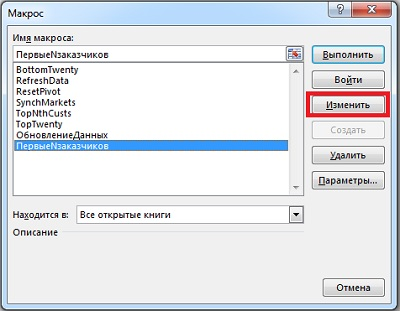 Макрос
Имя макроса:
ПервыеNзаказчиков
Выполнить
BottomTwenty
RefreshData
ResetPivot
SynchMarkets
TopNthCusts
TopTwenty
ОбновлениеДанных
ПервыеNзаказчиков
Войти
Изменить
Создать
Удалить
Параметры...
Находится в:
Все открытые книги
Описание
Отмена